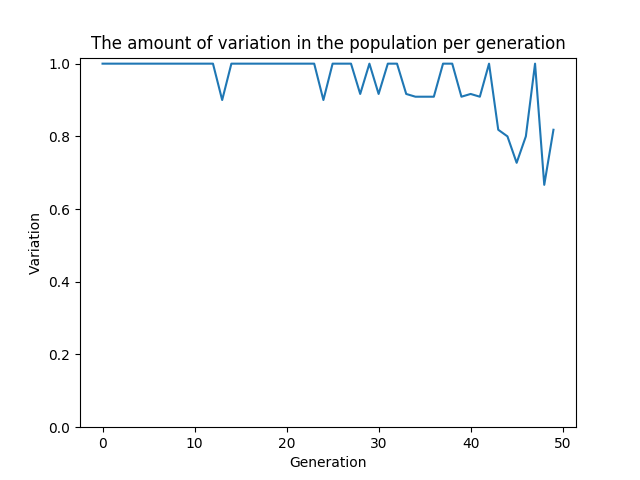 The amount of variation in the population per generation
1.0
0.8
0.6
0.4
0.2
0.0
Variation
0 10 20 30 40 50
Generation